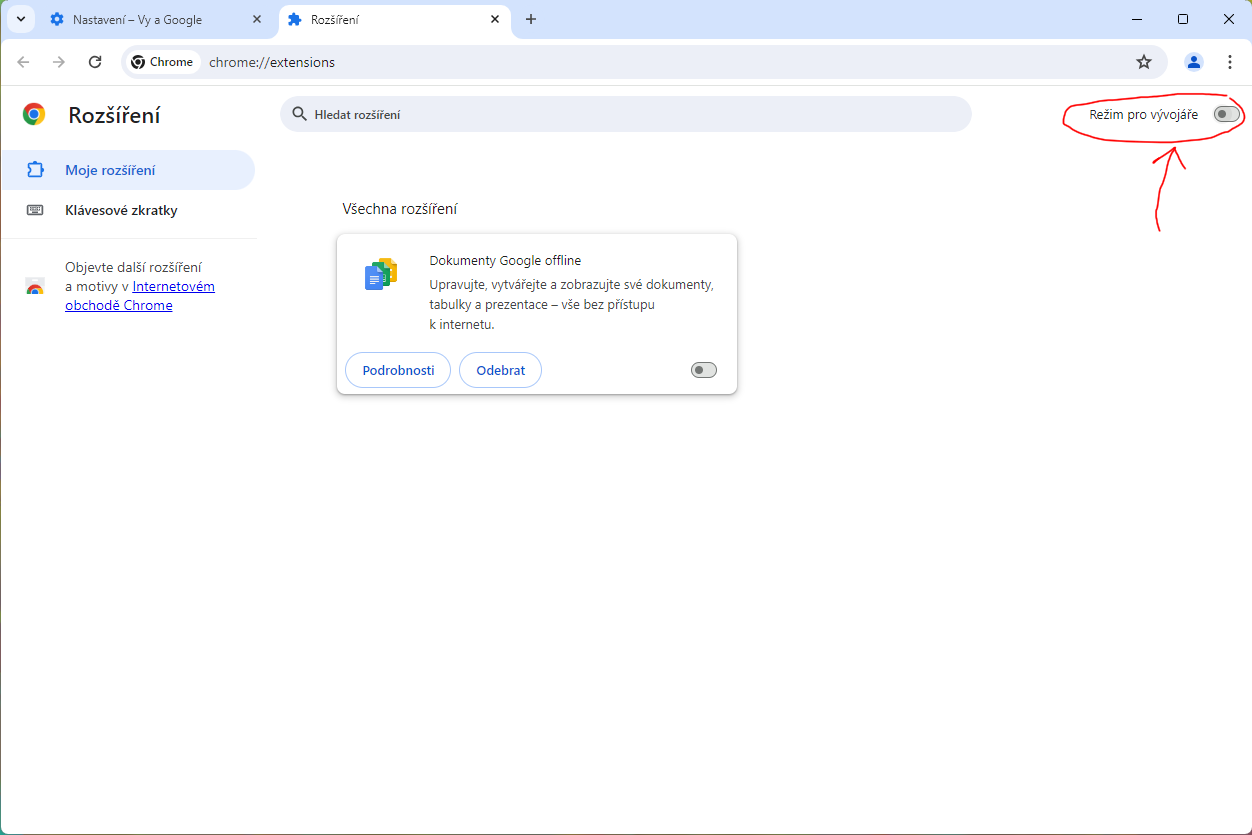 Nastavení – Vy a Google
Rozšíření
Chrome
chrome://extensions
Rozšíření
Hledat rozšíření
Režim pro vývojáře
Moje rozšíření
Klávesové zkratky
Objevte další rozšíření
a motivy v Internetovém
obchodě Chrome
Všechna rozšíření
Dokumenty Google offline
Upravujte, vytvářejte a zobrazujte své dokumenty,
tabulky a prezentace – vše bez přístupu
k internetu.
Podrobnosti
Odebrat